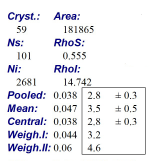 Cryst.: Area:
59 181865
Ns: RhoS:
101 0.555
Ni: RhoI:
2681 14.742
Pooled: 0.038 2.8 ± 0.3
Mean: 0.047 3.5 ± 0.5
Central: 0.038 2.8 ± 0.3
Weigh.I: 0.044 3.2
Weigh.II: 0.06 4.6